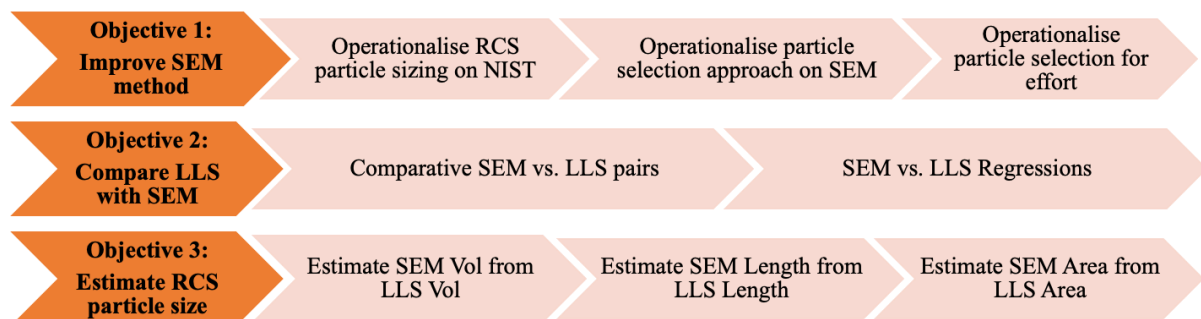 Objective 1:
Improve SEM
method
Operationalise RCS
particle sizing on NIST
Operationalise particle
selection approach on SEM
Operationalise
particle selection for
effort
Objective 2:
Compare LLS
with SEM
Comparative SEM vs. LLS pairs
SEM vs. LLS Regressions
Objective 3:
Estimate RCS
particle size
Estimate SEM Vol from
LLS Vol
Estimate SEM Length from
LLS Length
Estimate SEM Area from
LLS Area